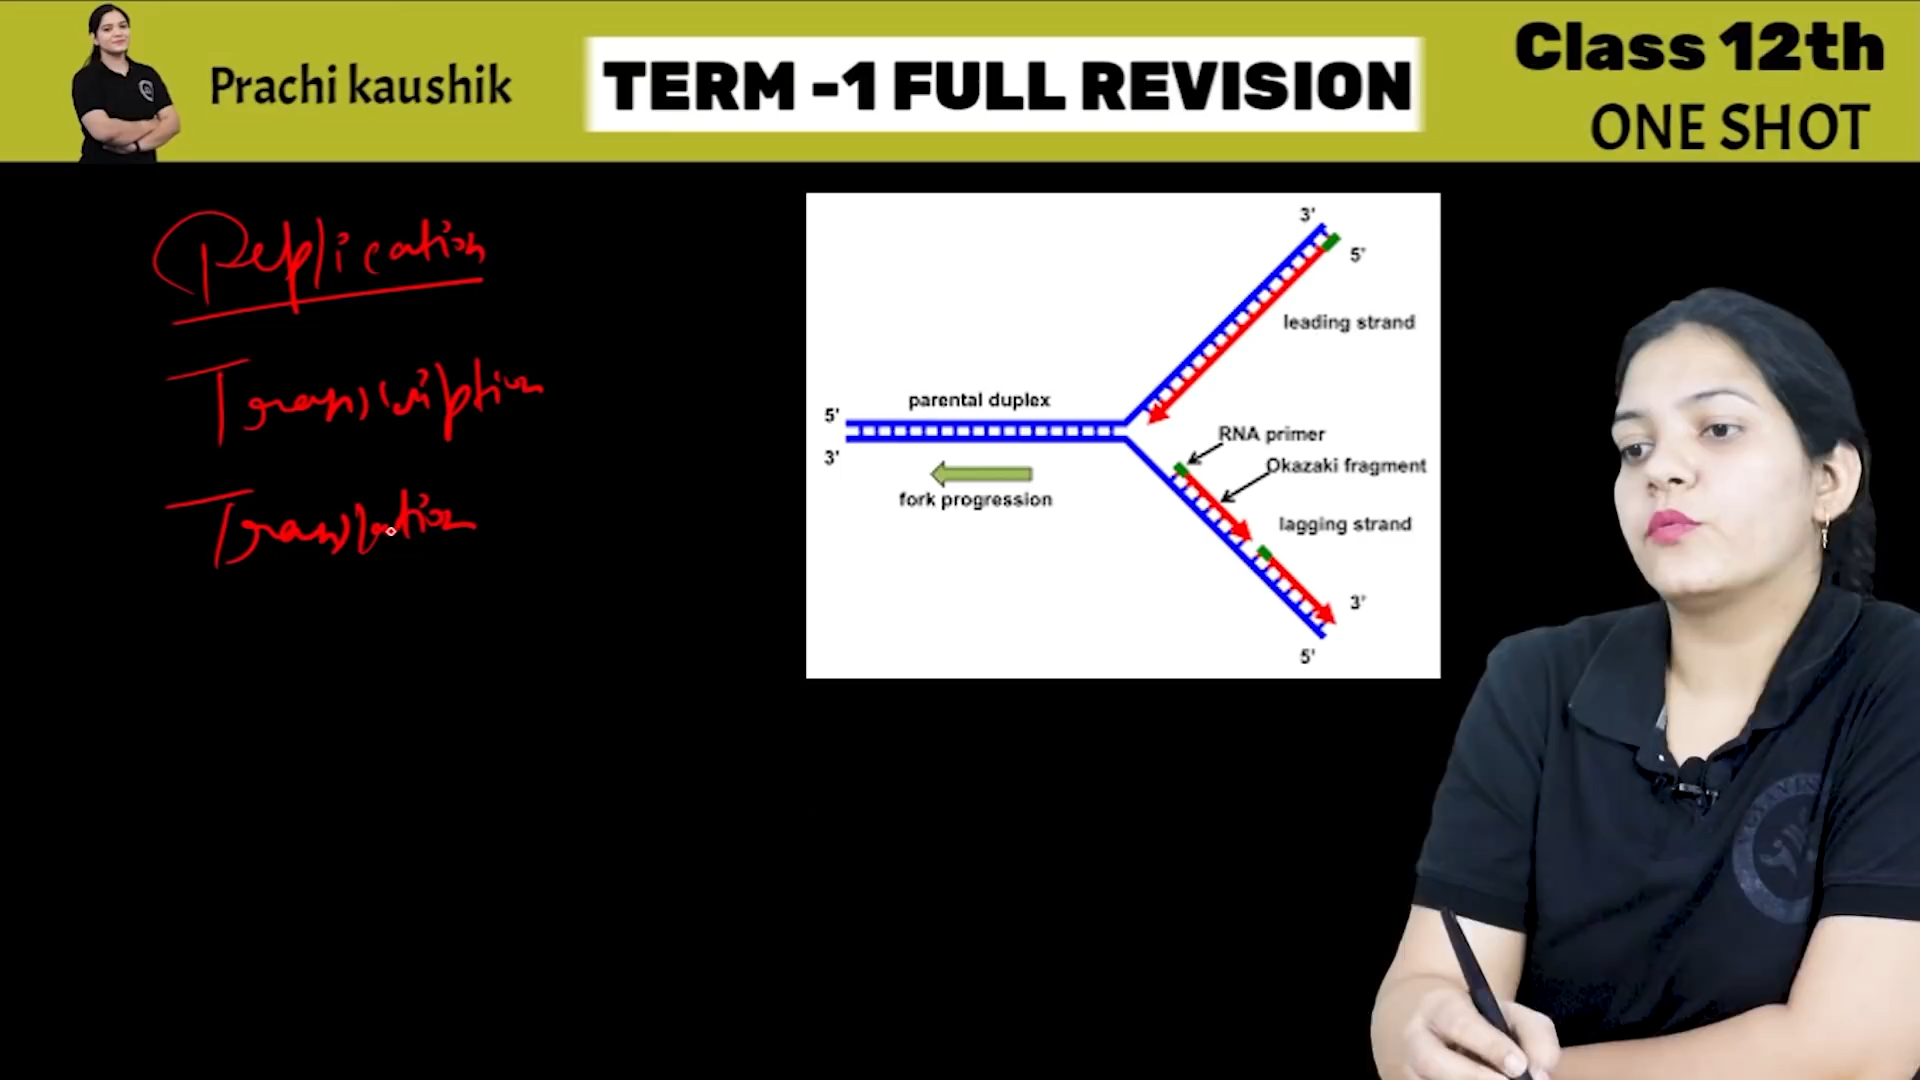 Prachi kaushik
TERM -1 FULL REVISION
Class 12th
ONE SHOT
Replication
Transcription
Translation
3'
5'
leading strand
parental duplex
5'
3'
fork progression
RNA primer
Okazaki fragment
lagging strand
3'
5'